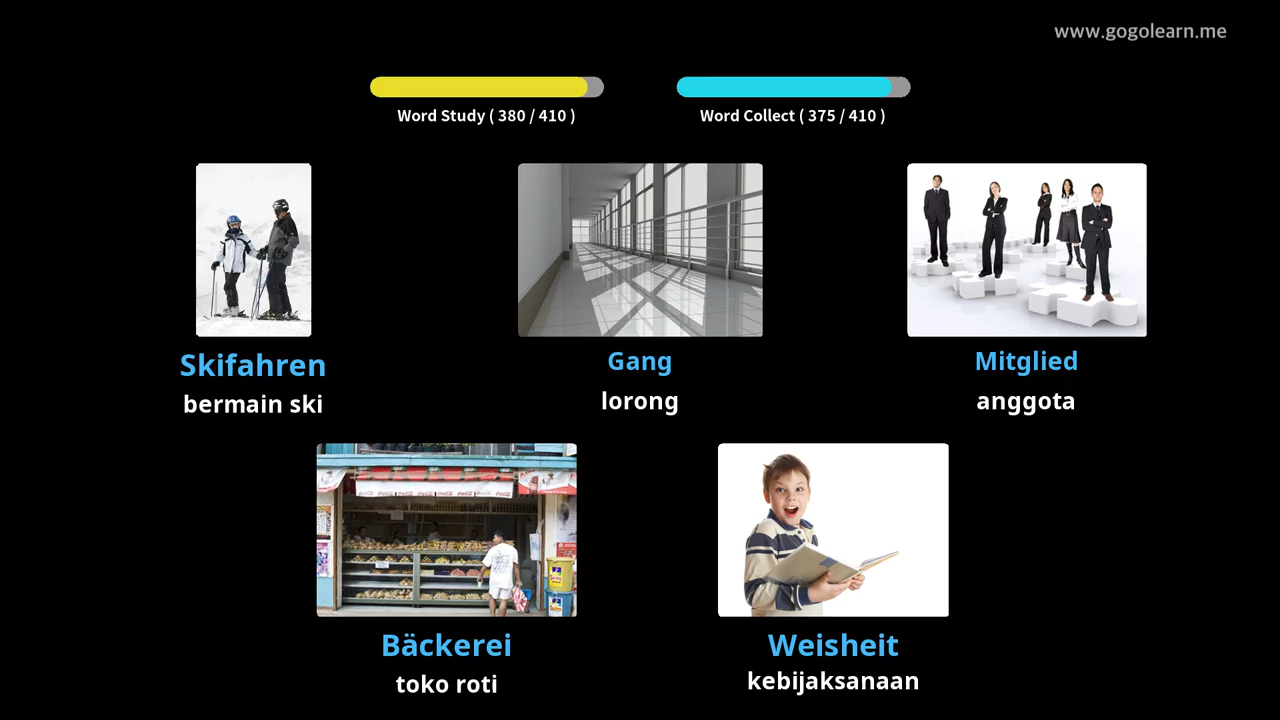 www.gogolearn.me
Word Study ( 380 / 410 )
Word Collect ( 375 / 410 )
Skifahren
bermain ski
Gang
lorong
Mitglied
anggota
Bäckerei
toko roti
Weisheit
kebijaksanaan